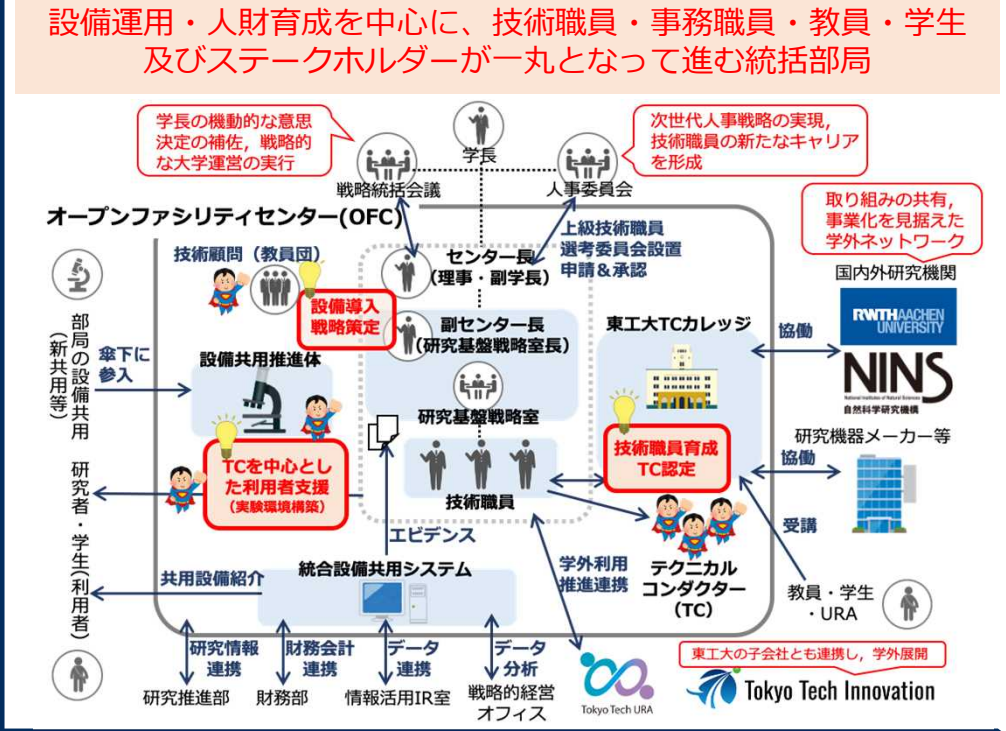 設備運用・人財育成を中心に、技術職員・事務職員・教員・学生
及びステークホルダーが一丸となって進む統括部局
学長の機動的な意思
決定の補佐，戦略的
な大学運営の実行
学長
次世代人事戦略の実現，
技術職員の新たなキャリア
を形成
戦略統括会議
人事委員会
取り組みの共有，
事業化を見据えた
学外ネットワーク
オープンファシリティセンター(OFC)
技術顧問（教員団）
センター長
（理事・副学長）
上級技術職員
選考委員会設置
申請＆承認
国内外研究機関
設備導入
戦略策定
副センター長
（研究基盤戦略室長）
東工大TCカレッジ
協働
RWTHAACHEN
UNIVERSITY
NINS
National Institutes of Natural Sciences
自然科学研究機構
部局の設備共用
（新共用等）
傘下に
参入
設備共用推進体
研究基盤戦略室
研究機器メーカー等
協働
TCを中心とし
た利用者支援
（実験環境構築）
技術職員
技術職員育成
TC認定
受講
研究者・学生(利用者)
エビデンス
共用設備紹介
統合設備共用システム
学外利用
推進連携
テクニカル
コンダクター
（TC）
教員・学生
・URA
研究情報
連携
財務会計
連携
データ
連携
データ
分析
研究推進部
財務部
情報活用IR室
戦略的経営
オフィス
Tokyo Tech URA
東工大の子会社とも連携し，学外展開
Tokyo Tech Innovation